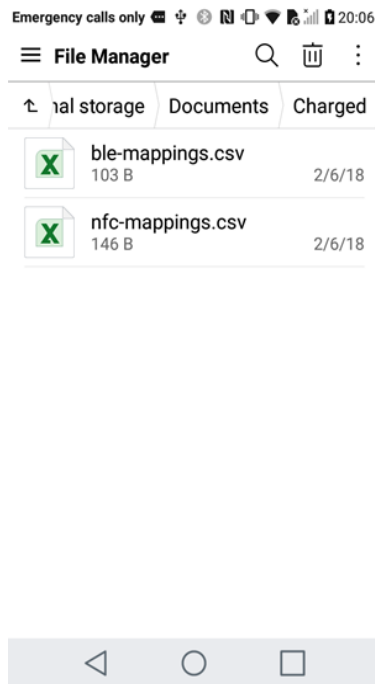 Emergency calls only 20:06
File Manager
nal storage Documents Charged
ble-mappings.csv
103 B 2/6/18
nfc-mappings.csv
146 B 2/6/18